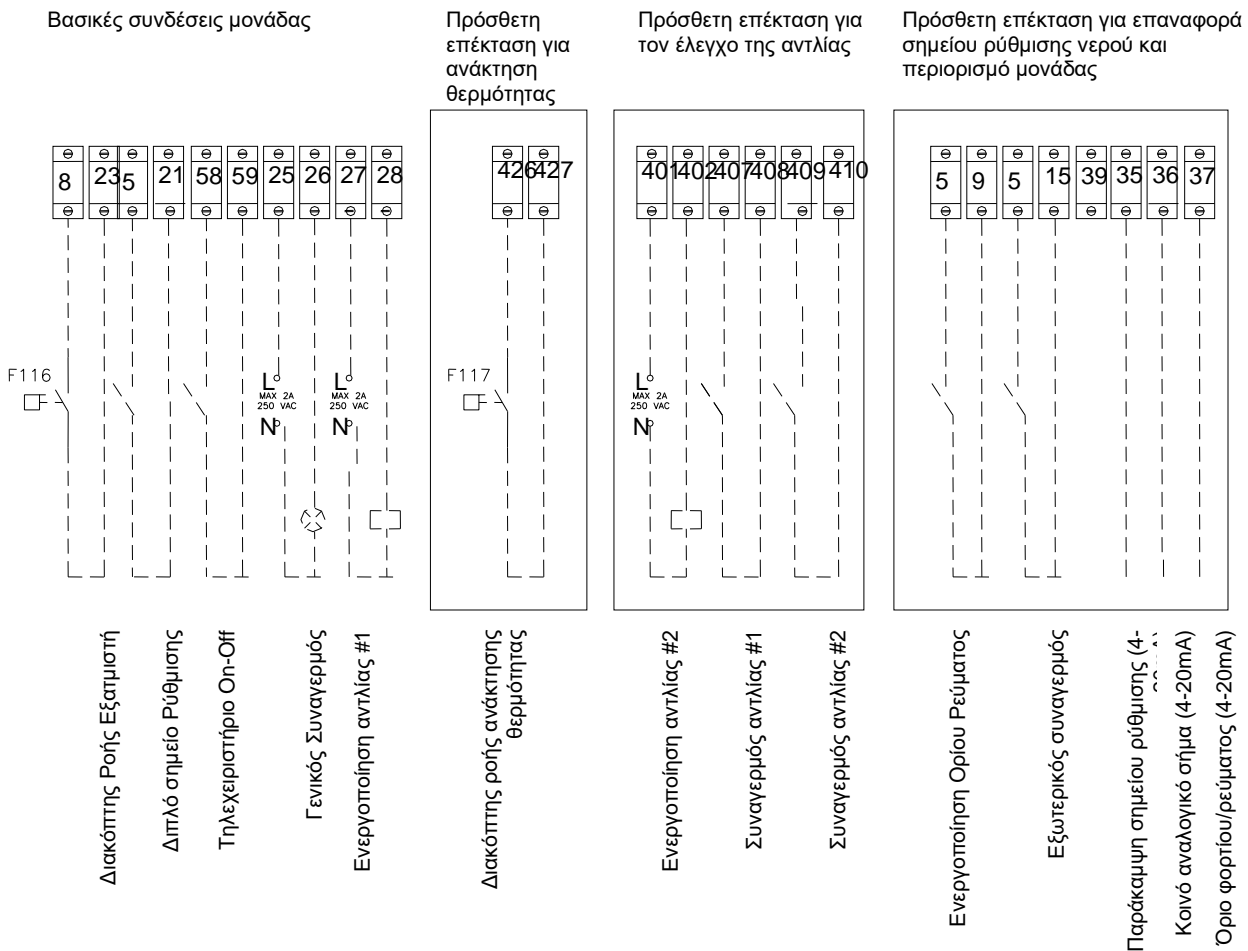 Βασικές συνδέσεις μονάδας
Πρόσθετη
επέκταση για
ανάκτηση
θερμότητας
Πρόσθετη επέκταση για
τον έλεγχο της αντλίας
Πρόσθετη επέκταση για επαναφορά
σημείου ρύθμισης νερού και
περιορισμό μονάδας
8 23 5 21 58 59 25 26 27 28
426 427
401 402 407 408 409 410
5 9 5 15 39 35 36 37
F116
L
MAX 2A
250 VAC
N
L
MAX 2A
250 VAC
N
F117
L
MAX 2A
250 VAC
N
Διακόπτης Ροής Εξατμιστή
Διπλό σημείο Ρύθμισης
Τηλεχειριστήριο On-Off
Γενικός Συναγερμός
Ενεργοποίηση αντλίας #1
Διακόπτης ροής ανάκτησης
θερμότητας
Ενεργοποίηση αντλίας #2
Συναγερμός αντλίας #1
Συναγερμός αντλίας #2
Ενεργοποίηση Ορίου Ρεύματος
Εξωτερικός συναγερμός
Παράκαμψη σημείου ρύθμισης (4-
Κοινό αναλογικό σήμα (4-20mA)
Όριο φορτίου/ρεύματος (4-20mA)